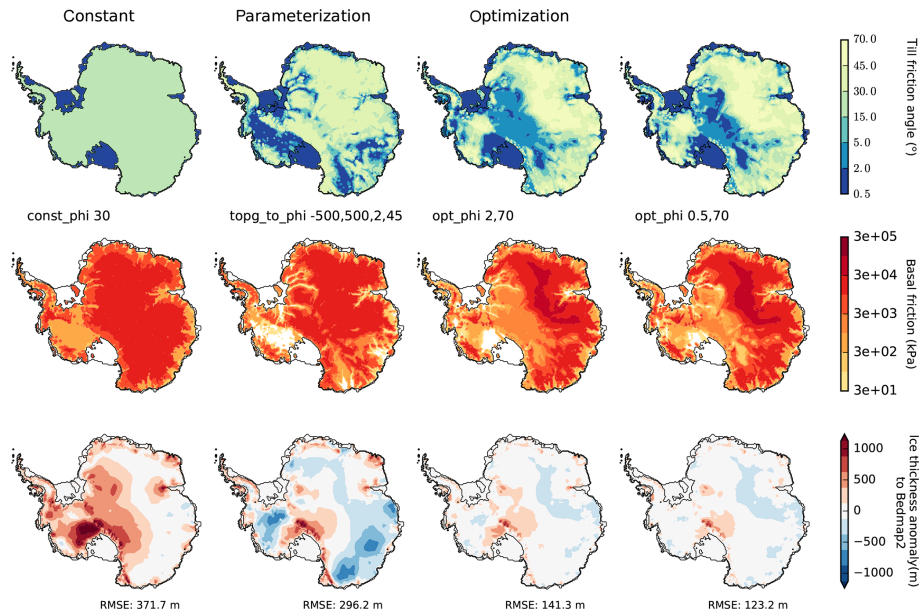 Constant
Parameterization
Optimization
70.0
45.0
30.0
15.0
5.0
2.0
0.5
Till friction angle (°)
const_phi 30
topg_to_phi -500,500,2,45
opt_phi 2,70
opt_phi 0.5,70
3e+05
3e+04
3e+03
3e+02
3e+01
Basal friction (kPa)
1000
500
0
−500
−1000
Ice thickness anomaly(m)
to Bedmap2
RMSE: 371.7 m
RMSE: 296.2 m
RMSE: 141.3 m
RMSE: 123.2 m